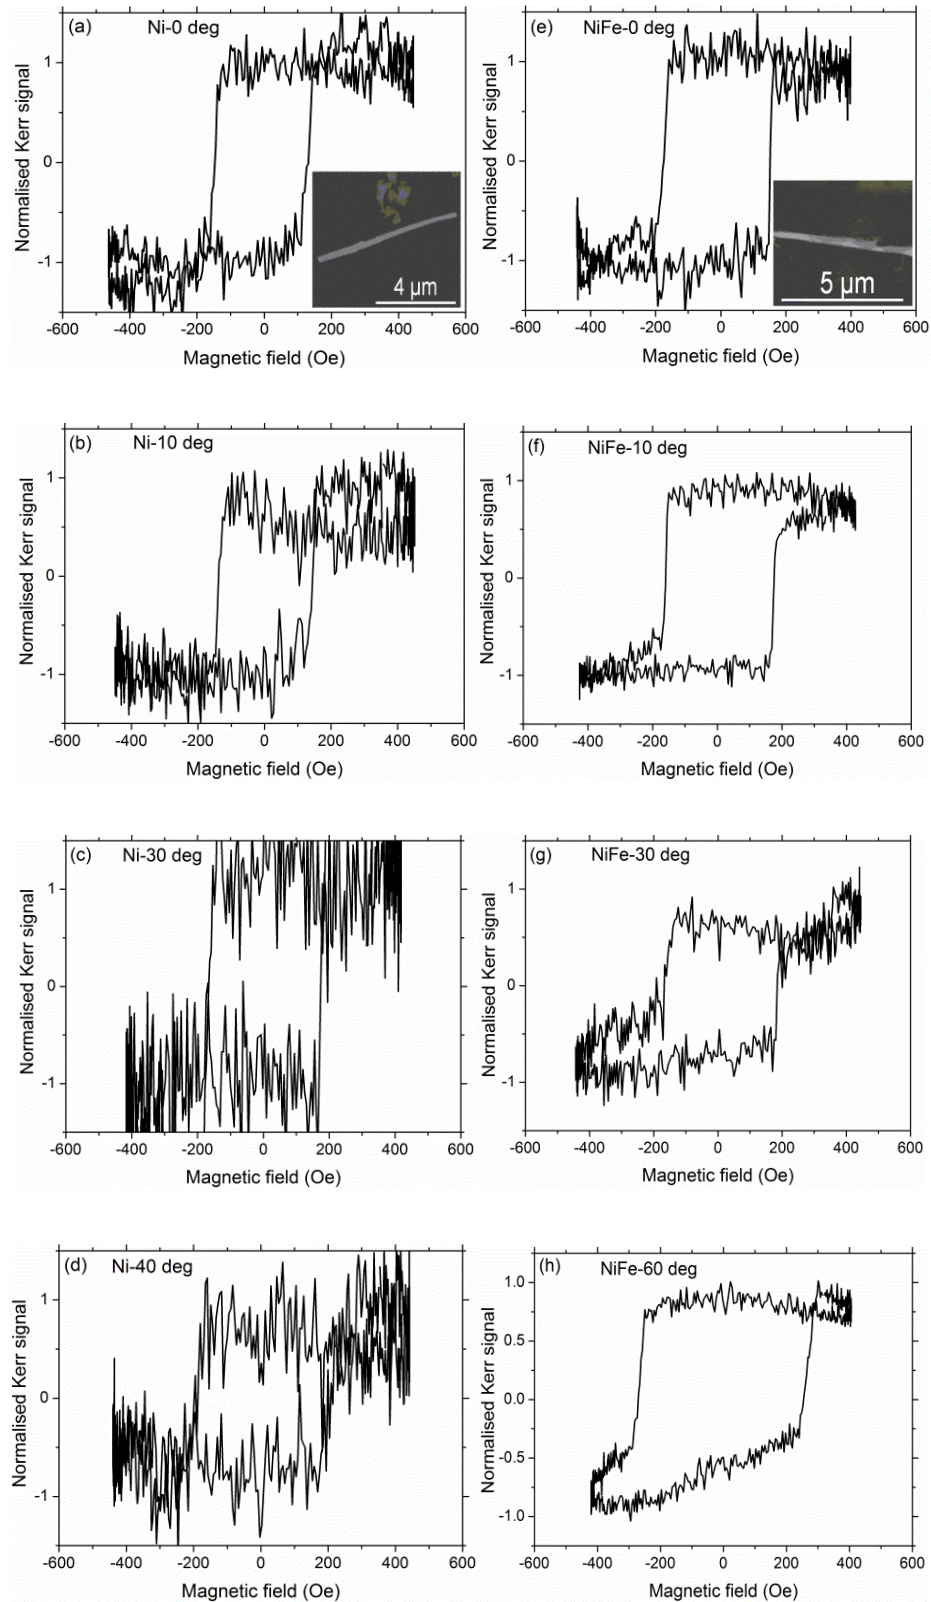 (a) Ni-0 deg
Normalised Kerr signal
1
0
-1
4 µm
-600 -400 -200 0 200 400 600
Magnetic field (Oe)
(e) NiFe-0 deg
Normalised Kerr signal
1
0
-1
5 µm
-600 -400 -200 0 200 400 600
Magnetic field (Oe)
(b) Ni-10 deg
Normalised Kerr signal
1
0
-1
-600 -400 -200 0 200 400 600
Magnetic field (Oe)
(f) NiFe-10 deg
Normalised Kerr signal
1
0
-1
-600 -400 -200 0 200 400 600
Magnetic field (Oe)
(c) Ni-30 deg
Normalised Kerr signal
1
0
-1
-600 -400 -200 0 200 400 600
Magnetic field (Oe)
(g) NiFe-30 deg
Normalised Kerr signal
1
0
-1
-600 -400 -200 0 200 400 600
Magnetic field (Oe)
(d) Ni-40 deg
Normalised Kerr signal
1
0
-1
-600 -400 -200 0 200 400 600
Magnetic field (Oe)
(h) NiFe-60 deg
Normalised Kerr signal
1.0
0.5
0.0
-0.5
-1.0
-600 -400 -200 0 200 400 600
Magnetic field (Oe)